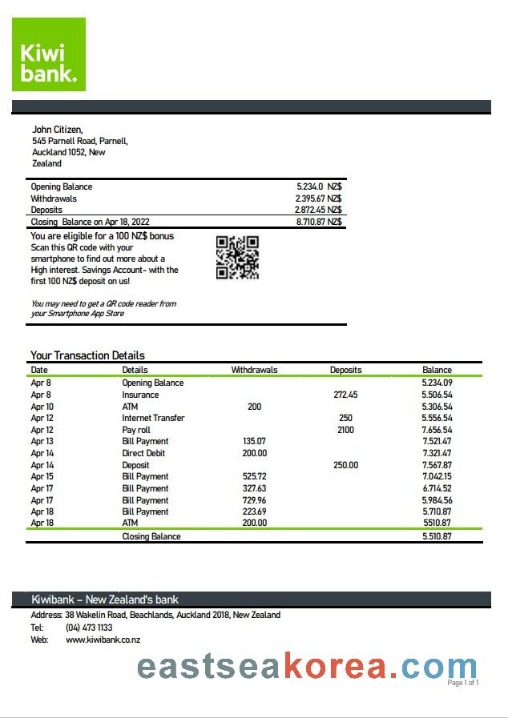 Kiwi
bank.
John Citizen,
545 Parnell Road, Parnell,
Auckland 1052, New
Zealand
Opening Balance 5.234.0 NZ$
Withdrawals 2.395.67 NZ$
Deposits 2.872.45 NZ$
Closing Balance on Apr 18, 2022 8.710.87 NZ$
You are eligible for a 100 NZ$ bonus
Scan this QR code with your
smartphone to find out more about a
High interest. Savings Account- with the
first 100 NZ$ deposit on us!
You may need to get a QR code reader from
your Smartphone App Store
Your Transaction Details
Date Details Withdrawals Deposits Balance
Apr 8 Opening Balance 5.234.09
Apr 8 Insurance 272.45 5.506.54
Apr 10 ATM 200 5.306.54
Apr 12 Internet Transfer 250 5.556.54
Apr 12 Pay roll 2100 7.656.54
Apr 13 Bill Payment 135.07 7.521.47
Apr 14 Direct Debit 200.00 7.321.47
Apr 14 Deposit 250.00 7.567.87
Apr 15 Bill Payment 525.72 7.042.15
Apr 17 Bill Payment 327.63 6.714.52
Apr 17 Bill Payment 729.96 5.984.56
Apr 18 Bill Payment 223.69 5.710.87
Apr 18 ATM 200.00 5510.87
Closing Balance 5.510.87
Kiwibank - New Zealand's bank
Address: 38 Wakelin Road, Beachlands, Auckland 2018, New Zealand
Tel: (04) 473 1133
Web: www.kiwibank.co.nz
eastseakorea.com
Page 1 of 1